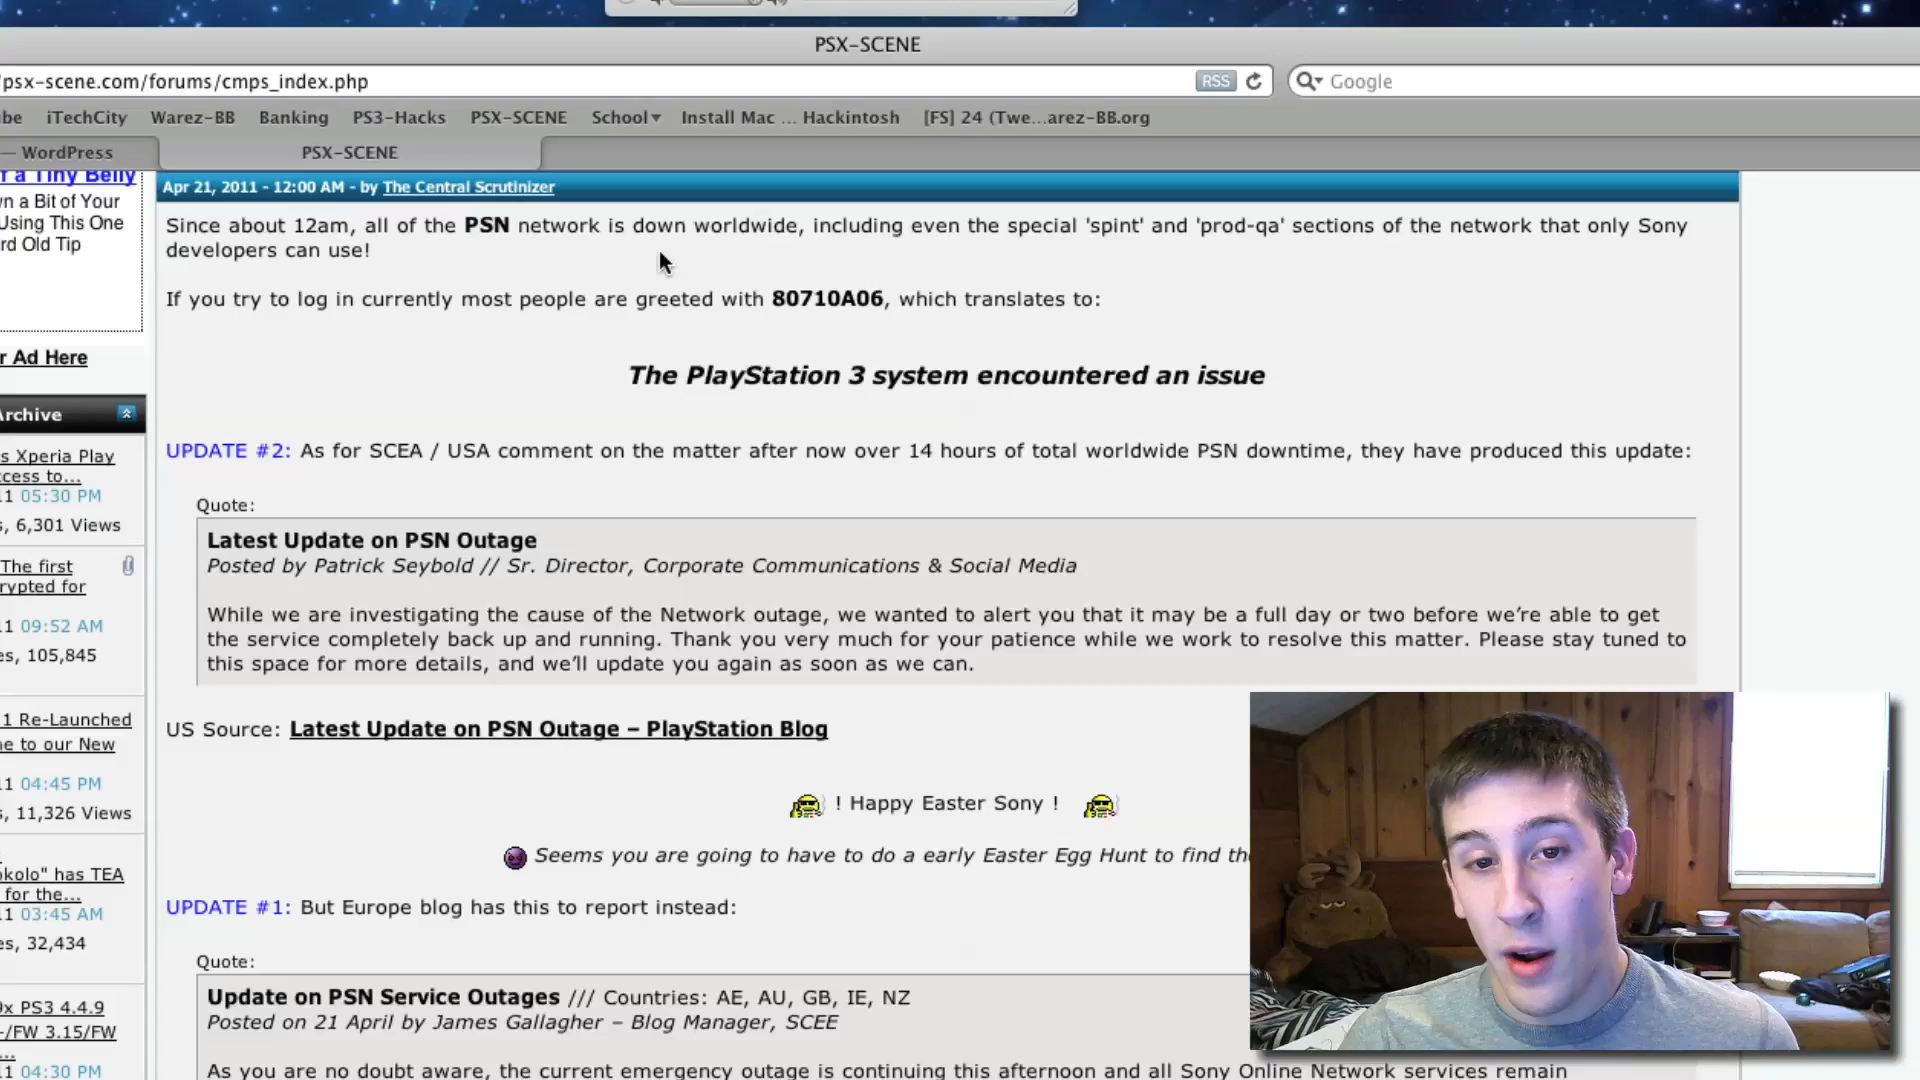 PSX-SCENE
psx-scene.com/forums/cmps_index.php
RSS
Google
be iTechCity Warez-BB Banking PS3-Hacks PSX-SCENE School▾ Install Mac ... Hackintosh [FS] 24 (Twe...arez-BB.org
— WordPress
PSX-SCENE
f a Tiny Belly
n a Bit of Your
Using This One
rd Old Tip
r Ad Here
Archive
s Xperia Play
cess to...
11 05:30 PM
s, 6,301 Views
The first
rypted for
11 09:52 AM
es, 105,845
1 Re-Launched
me to our New
11 04:45 PM
s, 11,326 Views
okolo" has TEA
for the...
11 03:45 AM
es, 32,434
9x PS3 4.4.9
-/FW 3.15/FW
...
11 04:30 PM
Apr 21, 2011 - 12:00 AM - by The Central Scrutinizer
Since about 12am, all of the PSN network is down worldwide, including even the special 'spint' and 'prod-qa' sections of the network that only Sony
developers can use!
If you try to log in currently most people are greeted with 80710A06, which translates to:
The PlayStation 3 system encountered an issue
UPDATE #2: As for SCEA / USA comment on the matter after now over 14 hours of total worldwide PSN downtime, they have produced this update:
Quote:
Latest Update on PSN Outage
Posted by Patrick Seybold // Sr. Director, Corporate Communications & Social Media
While we are investigating the cause of the Network outage, we wanted to alert you that it may be a full day or two before we're able to get
the service completely back up and running. Thank you very much for your patience while we work to resolve this matter. Please stay tuned to
this space for more details, and we'll update you again as soon as we can.
US Source: Latest Update on PSN Outage – PlayStation Blog
! Happy Easter Sony !
Seems you are going to have to do a early Easter Egg Hunt to find the
UPDATE #1: But Europe blog has this to report instead:
Quote:
Update on PSN Service Outages /// Countries: AE, AU, GB, IE, NZ
Posted on 21 April by James Gallagher – Blog Manager, SCEE
As you are no doubt aware, the current emergency outage is continuing this afternoon and all Sony Online Network services remain